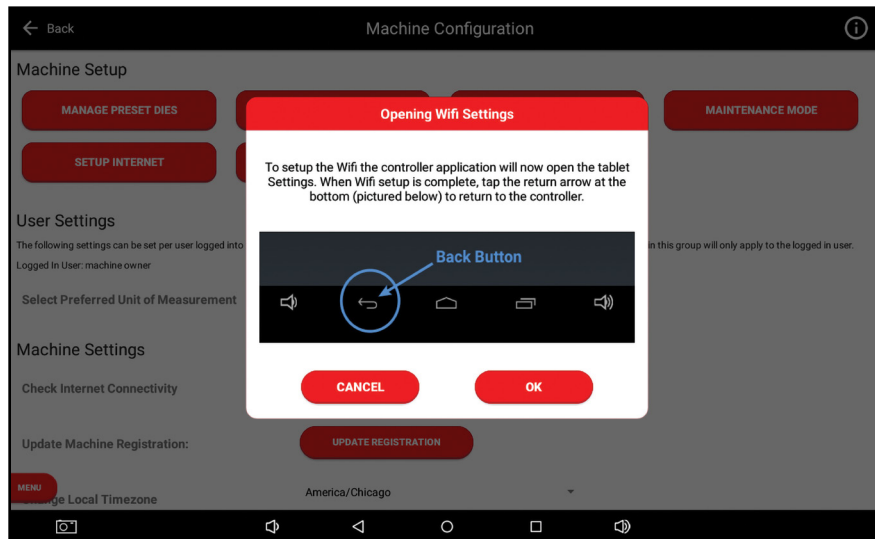 Back
Machine Configuration
Machine Setup
MANAGE PRESET DIES
MAINTENANCE MODE
SETUP INTERNET
Opening Wifi Settings
To setup the Wifi the controller application will now open the tablet
Settings. When Wifi setup is complete, tap the return arrow at the
bottom (pictured below) to return to the controller.
Back Button
CANCEL
OK
User Settings
The following settings can be set per user logged into
in this group will only apply to the logged in user.
Logged In User: machine owner
Select Preferred Unit of Measurement
Machine Settings
Check Internet Connectivity
Update Machine Registration:
UPDATE REGISTRATION
MENU
nge Local Timezone
America/Chicago